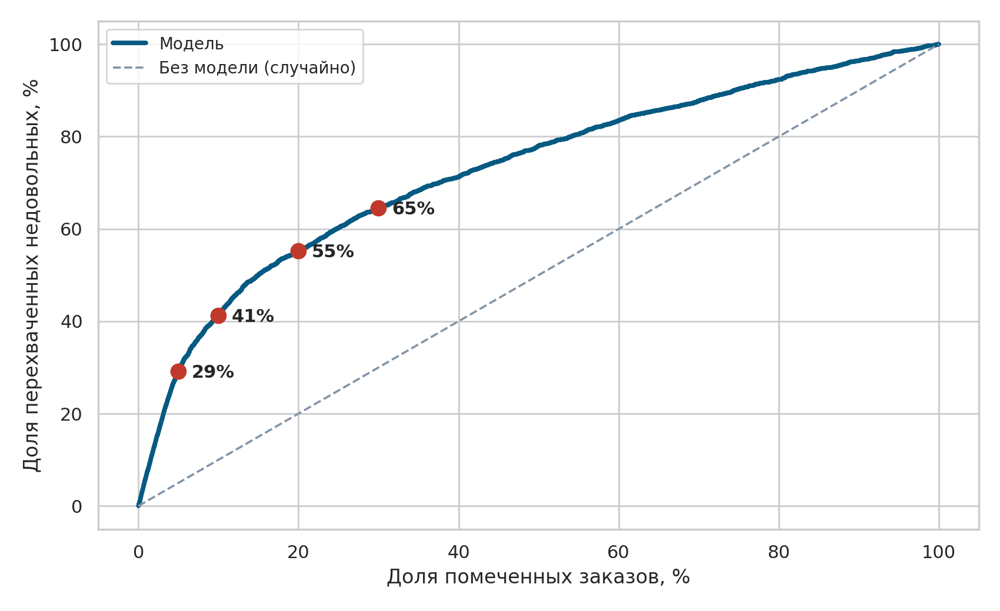 Модель
Без модели (случайно)
Доля перехваченных недовольных, %
100
80
60
40
20
0
65%
55%
41%
29%
0 20 40 60 80 100
Доля помеченных заказов, %